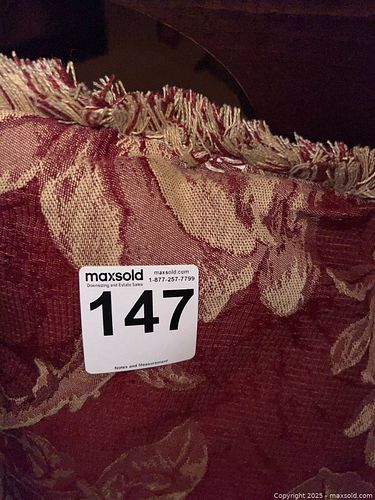 maxsold
maxsold.com
1-877-257-7799
Downsizing and Estate Sales
147
Notes and Measurement
Copyright 2025 - maxsold.com